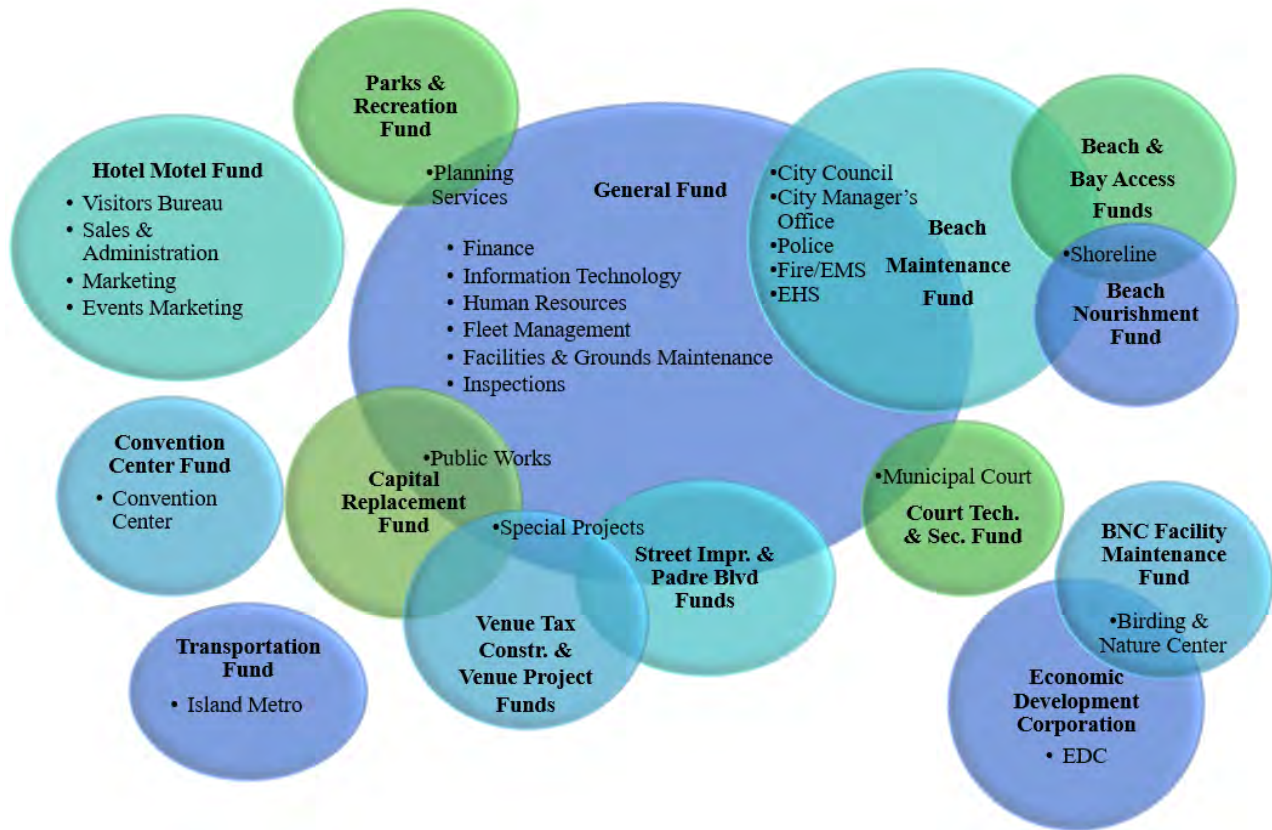 Parks &
Recreation
Fund
•Planning
Services
Hotel Motel Fund
• Visitors Bureau
• Sales &
Administration
• Marketing
• Events Marketing
General Fund
• Finance
• Information Technology
• Human Resources
• Fleet Management
• Facilities & Grounds Maintenance
• Inspections
•City Council
•City Manager's
Office
•Police
•Fire/EMS
•EHS
Beach
Maintenance
Fund
Beach &
Bay Access
Funds
•Shoreline
Beach
Nourishment
Fund
Convention
Center Fund
• Convention
Center
•Public Works
Capital
Replacement
Fund
•Special Projects
Street Impr. &
Padre Blvd
Funds
•Municipal Court
Court Tech.
& Sec. Fund
BNC Facility
Maintenance
Fund
•Birding &
Nature Center
Transportation
Fund
• Island Metro
Venue Tax
Constr. &
Venue Project
Funds
Economic
Development
Corporation
• EDC